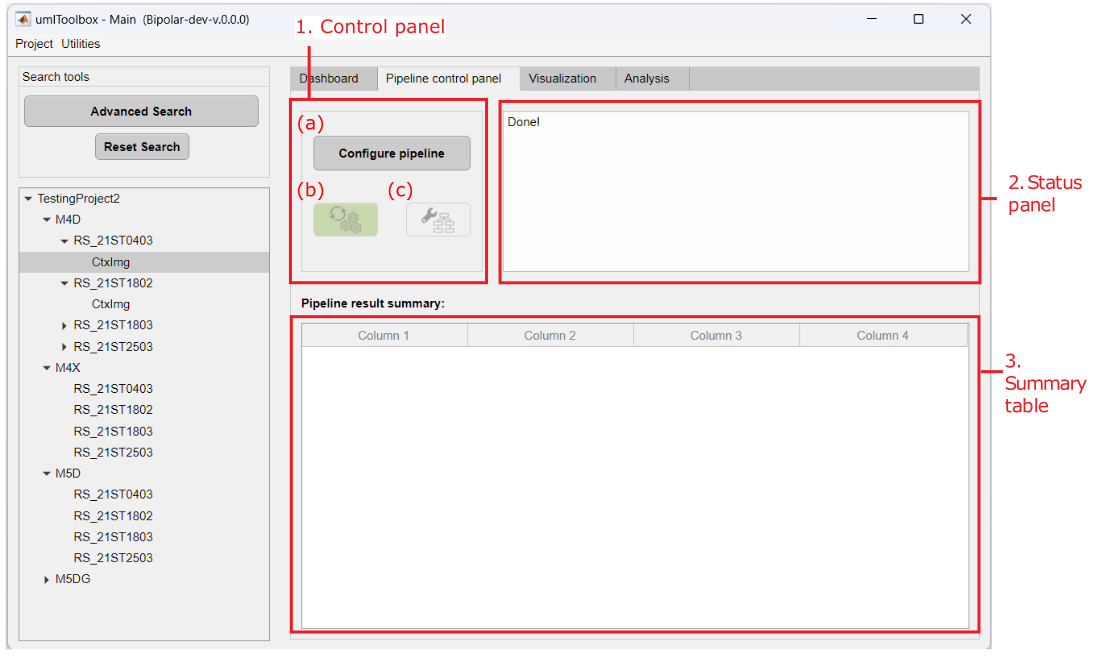 umIToolbox - Main (Bipolar-dev-v.0.0.0)
Project Utilities
1. Control panel
Search tools
Advanced Search
Reset Search
TestingProject2
M4D
RS_21ST0403
CtxImg
RS_21ST1802
CtxImg
RS_21ST1803
RS_21ST2503
M4X
RS_21ST0403
RS_21ST1802
RS_21ST1803
RS_21ST2503
M5D
RS_21ST0403
RS_21ST1802
RS_21ST1803
RS_21ST2503
M5DG
Dashboard Pipeline control panel Visualization Analysis
(a)
Configure pipeline
(b) (c)
Done!
2. Status
panel
Pipeline result summary:
Column 1 Column 2 Column 3 Column 4
3.
Summary
table